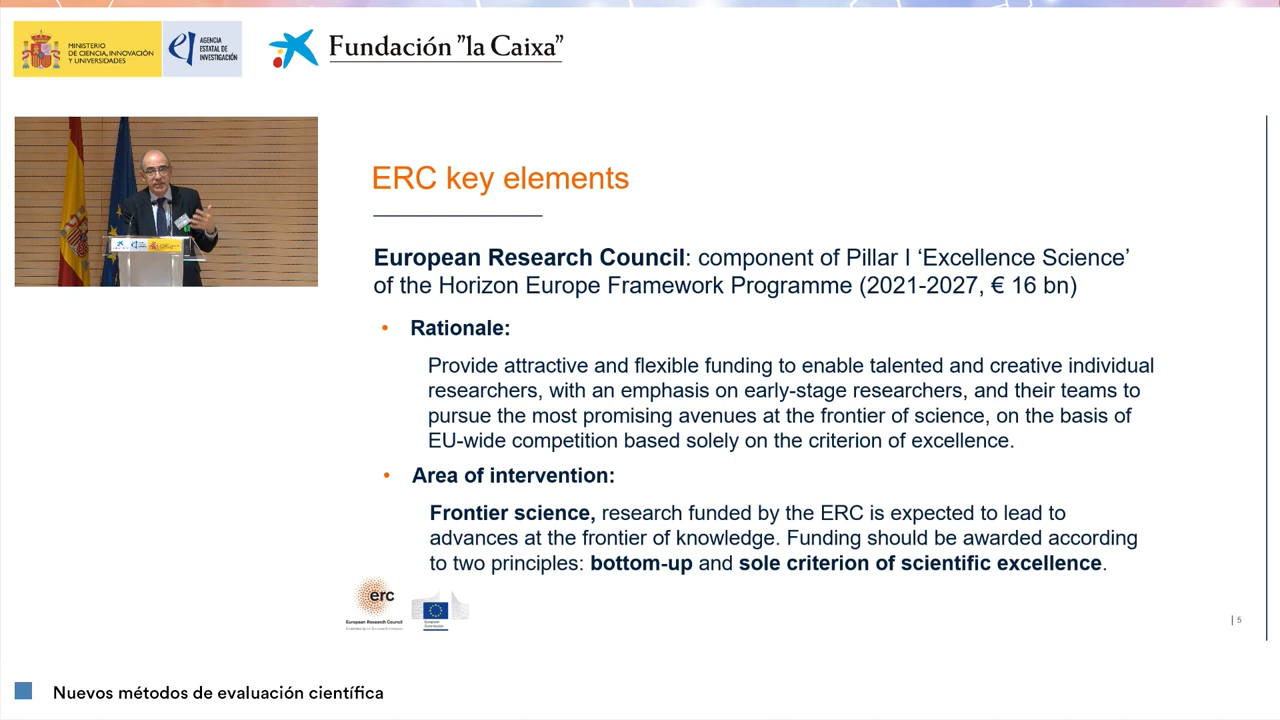 MINISTERIO
DE CIENCIA, INNOVACIÓN
Y UNIVERSIDADES
AGENCIA
ESTATAL DE
INVESTIGACIÓN
Fundación "la Caixa"
ERC key elements
European Research Council: component of Pillar I ‘Excellence Science’
of the Horizon Europe Framework Programme (2021-2027, € 16 bn)
• Rationale:
Provide attractive and flexible funding to enable talented and creative individual
researchers, with an emphasis on early-stage researchers, and their teams to
pursue the most promising avenues at the frontier of science, on the basis of
EU-wide competition based solely on the criterion of excellence.
• Area of intervention:
Frontier science, research funded by the ERC is expected to lead to
advances at the frontier of knowledge. Funding should be awarded according
to two principles: bottom-up and sole criterion of scientific excellence.
erc
European Research Council
European
Commission
| 5
Nuevos métodos de evaluación científica